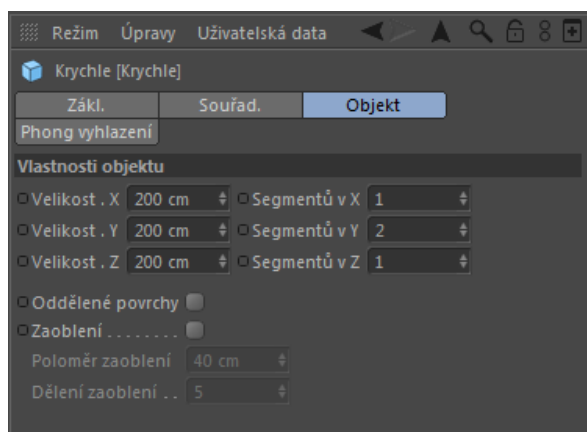 Režim Úpravy Uživatelská data
Krychle [Krychle]
Zákl. Souřad. Objekt
Phong vyhlazení
Vlastnosti objektu
Velikost . X 200 cm Segmentů v X 1
Velikost . Y 200 cm Segmentů v Y 2
Velikost . Z 200 cm Segmentů v Z 1
Oddělené povrchy
Zaoblení . . . . . . . .
Poloměr zaoblení 40 cm
Dělení zaoblení . . 5